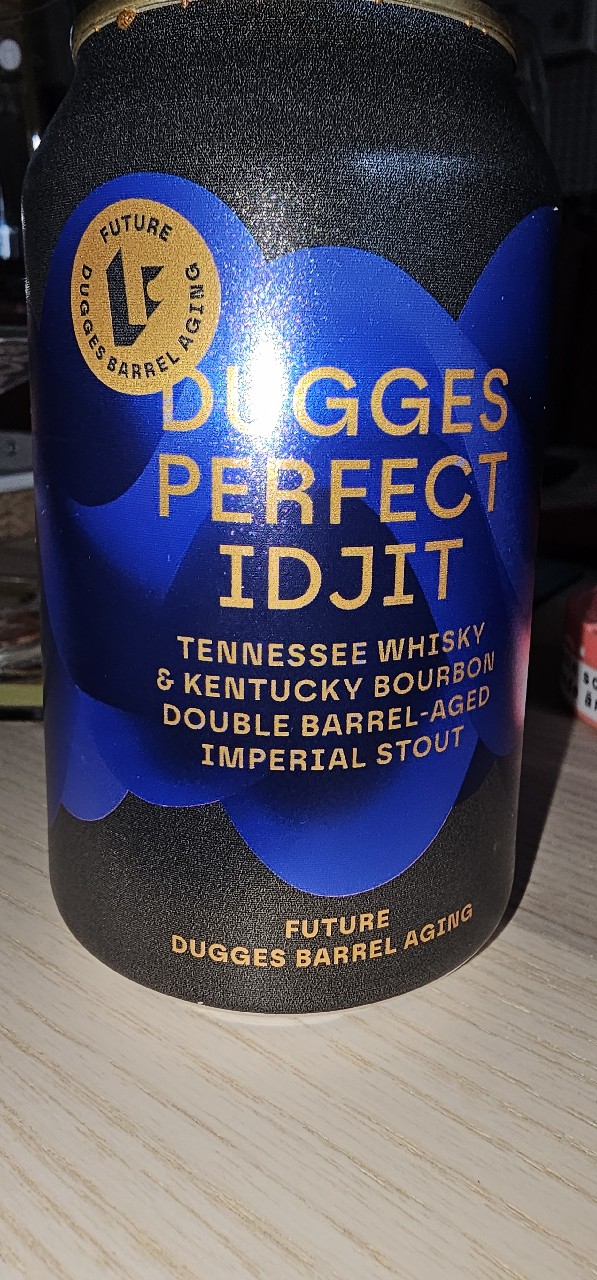 FUTURE
DUGGES BARREL AGING
DUGGES
PERFECT
IDJIT
TENNESSEE WHISKY
& KENTUCKY BOURBON
DOUBLE BARREL-AGED
IMPERIAL STOUT
FUTURE
DUGGES BARREL AGING